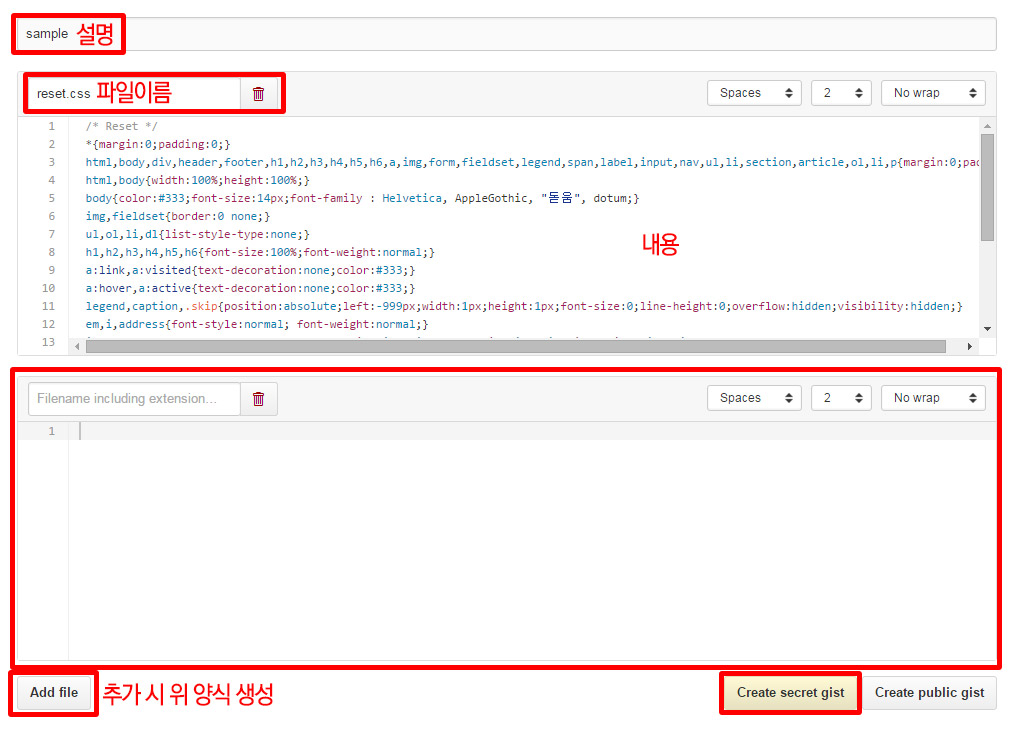 sample 설명
reset.css 파일이름
Spaces 2 No wrap
1 /* Reset */
2 *{margin:0;padding:0;}
3 html,body,div,header,footer,h1,h2,h3,h4,h5,h6,a,img,form,fieldset,legend,span,label,input,nav,ul,li,section,article,ol,li,p{margin:0;pad
4 html,body{width:100%;height:100%;}
5 body{color:#333;font-size:14px;font-family : Helvetica, AppleGothic, "돋움", dotum;}
6 img,fieldset{border:0 none;}
7 ul,ol,li,dl{list-style-type:none;}
8 h1,h2,h3,h4,h5,h6{font-size:100%;font-weight:normal;}
내용
9 a:link,a:visited{text-decoration:none;color:#333;}
10 a:hover,a:active{text-decoration:none;color:#333;}
11 legend,caption,.skip{position:absolute;left:-999px;width:1px;height:1px;font-size:0;line-height:0;overflow:hidden;visibility:hidden;}
12 em,i,address{font-style:normal; font-weight:normal;}
13
Filename including extension...
Spaces 2 No wrap
1
Add file 추가 시 위 양식 생성
Create secret gist Create public gist